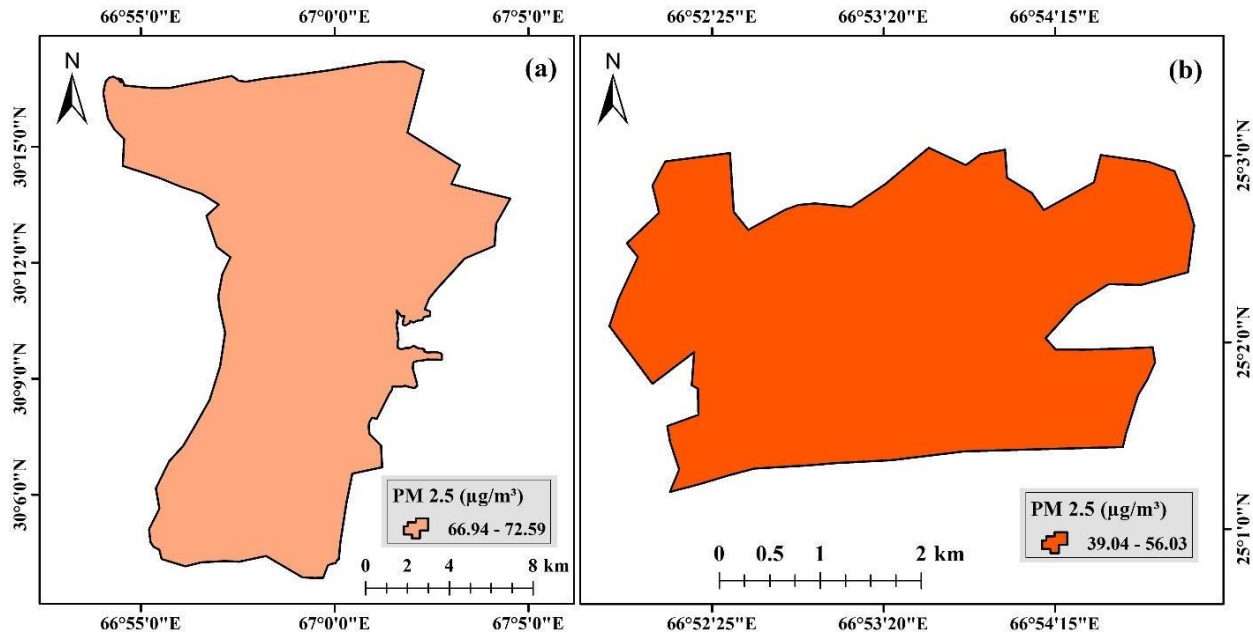 66°55'0"E 67°0'0"E 67°5'0"E
N
(a)
30°15'0"N
30°12'0"N
30°9'0"N
30°6'0"N
PM 2.5 (µg/m³)
66.94 - 72.59
0 2 4 8 km
66°55'0"E 67°0'0"E 67°5'0"E
66°52'25"E 66°53'20"E 66°54'15"E
N
(b)
25°3'0"N
25°2'0"N
25°1'0"N
PM 2.5 (µg/m³)
39.04 - 56.03
0 0.5 1 2 km
66°52'25"E 66°53'20"E 66°54'15"E